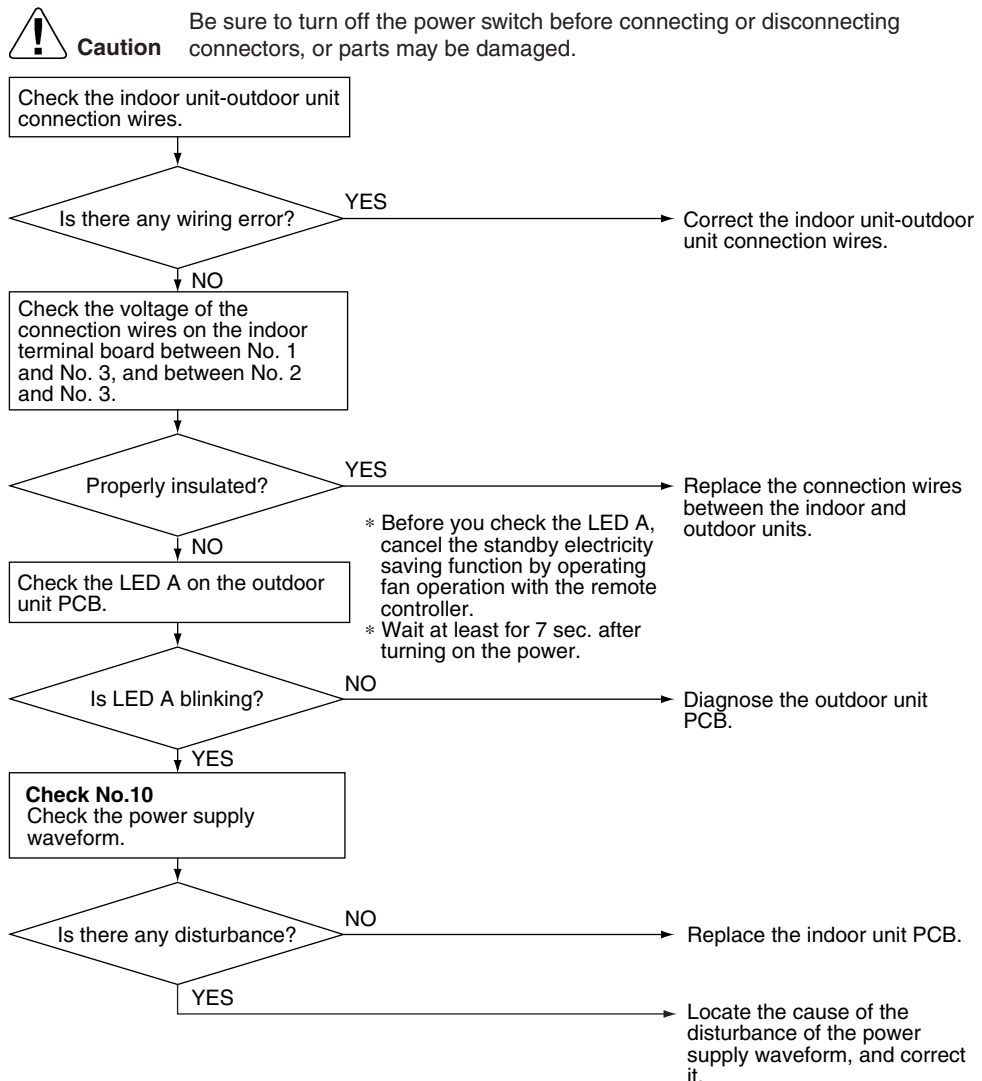 Be sure to turn off the power switch before connecting or disconnecting
Caution connectors, or parts may be damaged.
Check the indoor unit-outdoor unit
connection wires.
Is there any wiring error?
YES
Correct the indoor unit-outdoor
unit connection wires.
NO
Check the voltage of the
connection wires on the indoor
terminal board between No. 1
and No. 3, and between No. 2
and No. 3.
Properly insulated?
YES
Replace the connection wires
between the indoor and
outdoor units.
NO
* Before you check the LED A,
cancel the standby electricity
saving function by operating
fan operation with the remote
controller.
* Wait at least for 7 sec. after
turning on the power.
Check the LED A on the outdoor
unit PCB.
Is LED A blinking?
NO
Diagnose the outdoor unit
PCB.
YES
Check No.10
Check the power supply
waveform.
Is there any disturbance?
NO
Replace the indoor unit PCB.
YES
Locate the cause of the
disturbance of the power
supply waveform, and correct
it.